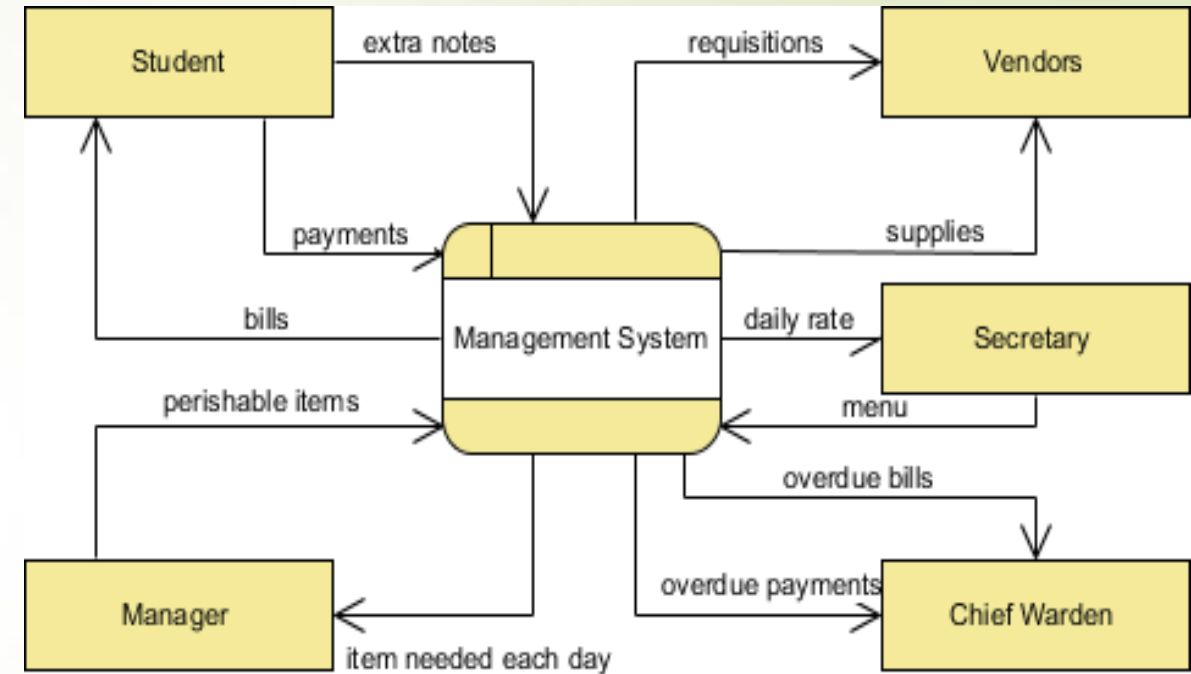 extra notes
requisitions
Student
Vendors
payments
supplies
bills
Management System
daily rate
Secretary
perishable items
menu
overdue bills
overdue payments
Manager
Chief Warden
item needed each day